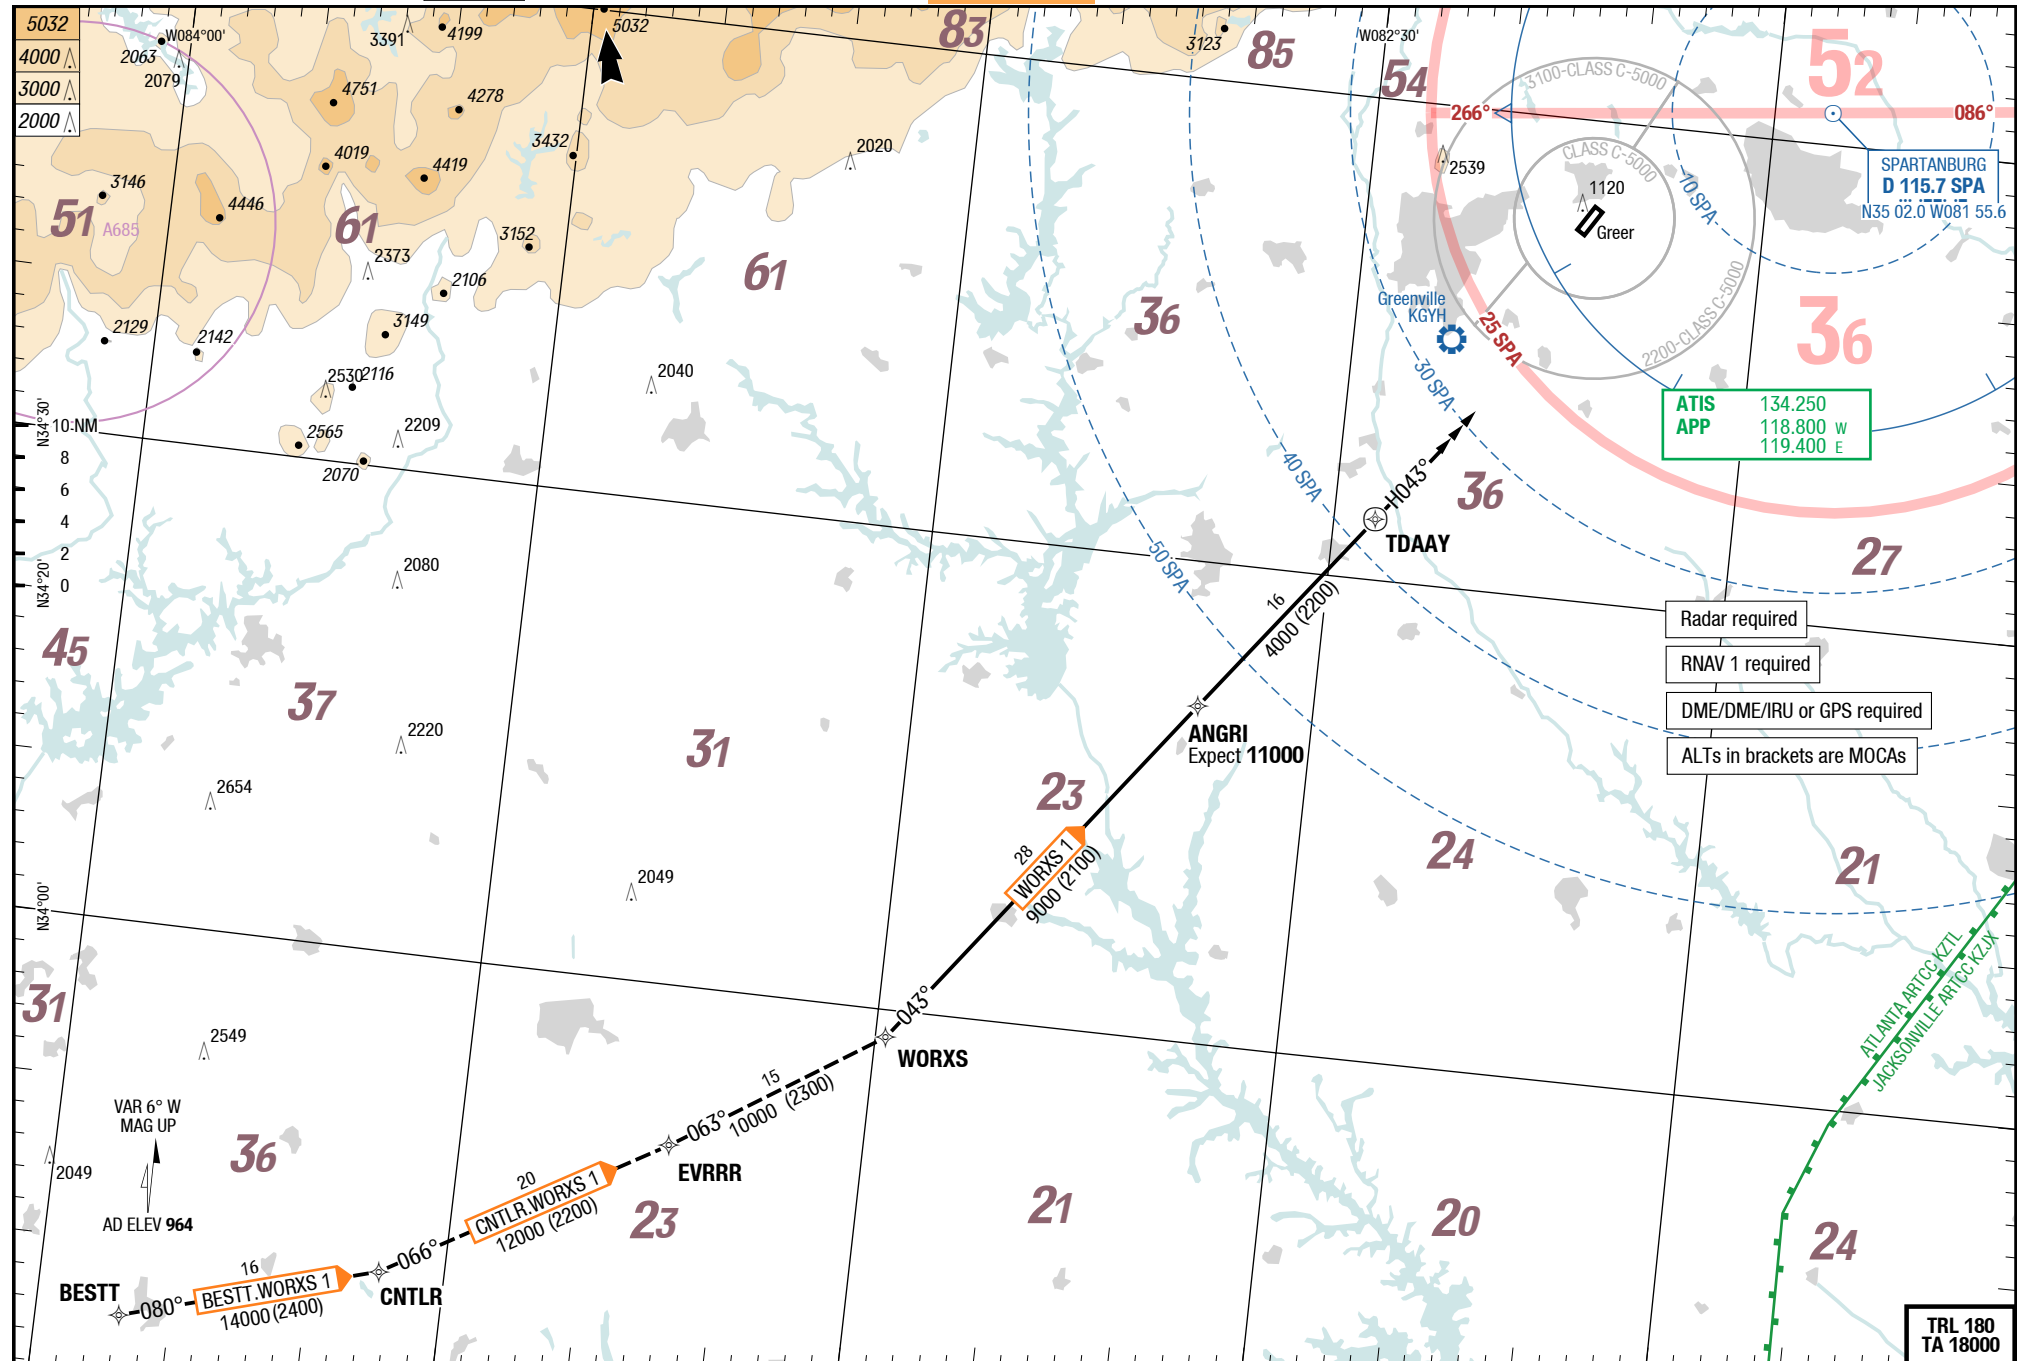 5032
4000
3000
2000
W084°00'
2063
2079
3391
4199
5032
83
3123
85
W082°30'
54
3100-CLASS C-5000
52
266°
086°
4751
4278
3432
4019
4419
2020
2539
CLASS C-5000
1120
Greer
10 SPA
SPARTANBURG
D 115.7 SPA
N35 02.0 W081 55.6
3146
51
A685
4446
61
2373
3152
2106
61
36
Greenville
KGYH
25 SPA
2200-CLASS C-5000
36
2129
2142
3149
2530
2116
2040
30 SPA
N34°30'
10 NM
8
6
4
2
0
N34°20'
2565
2209
2070
ATIS 134.250
APP 118.800 W
119.400 E
40 SPA
H043°
36
TDAAY
50 SPA
27
2080
16
4000 (2200)
Radar required
RNAV 1 required
DME/DME/IRU or GPS required
ALTs in brackets are MOCAs
45
37
2220
31
2654
ANGRI
Expect 11000
23
28
WORXS 1
9000 (2100)
24
21
2049
N34°00'
31
2549
043°
WORXS
ATLANTA ARTCC KZTL
JACKSONVILLE ARTCC KZJX
VAR 6° W
MAG UP
2049
36
AD ELEV 964
15
063°
10000 (2300)
EVRRR
20
CNTLR.WORXS 1
12000 (2200)
23
21
20
24
066°
BESTT
080°
16
BESTT.WORXS 1
14000 (2400)
CNTLR
TRL 180
TA 18000